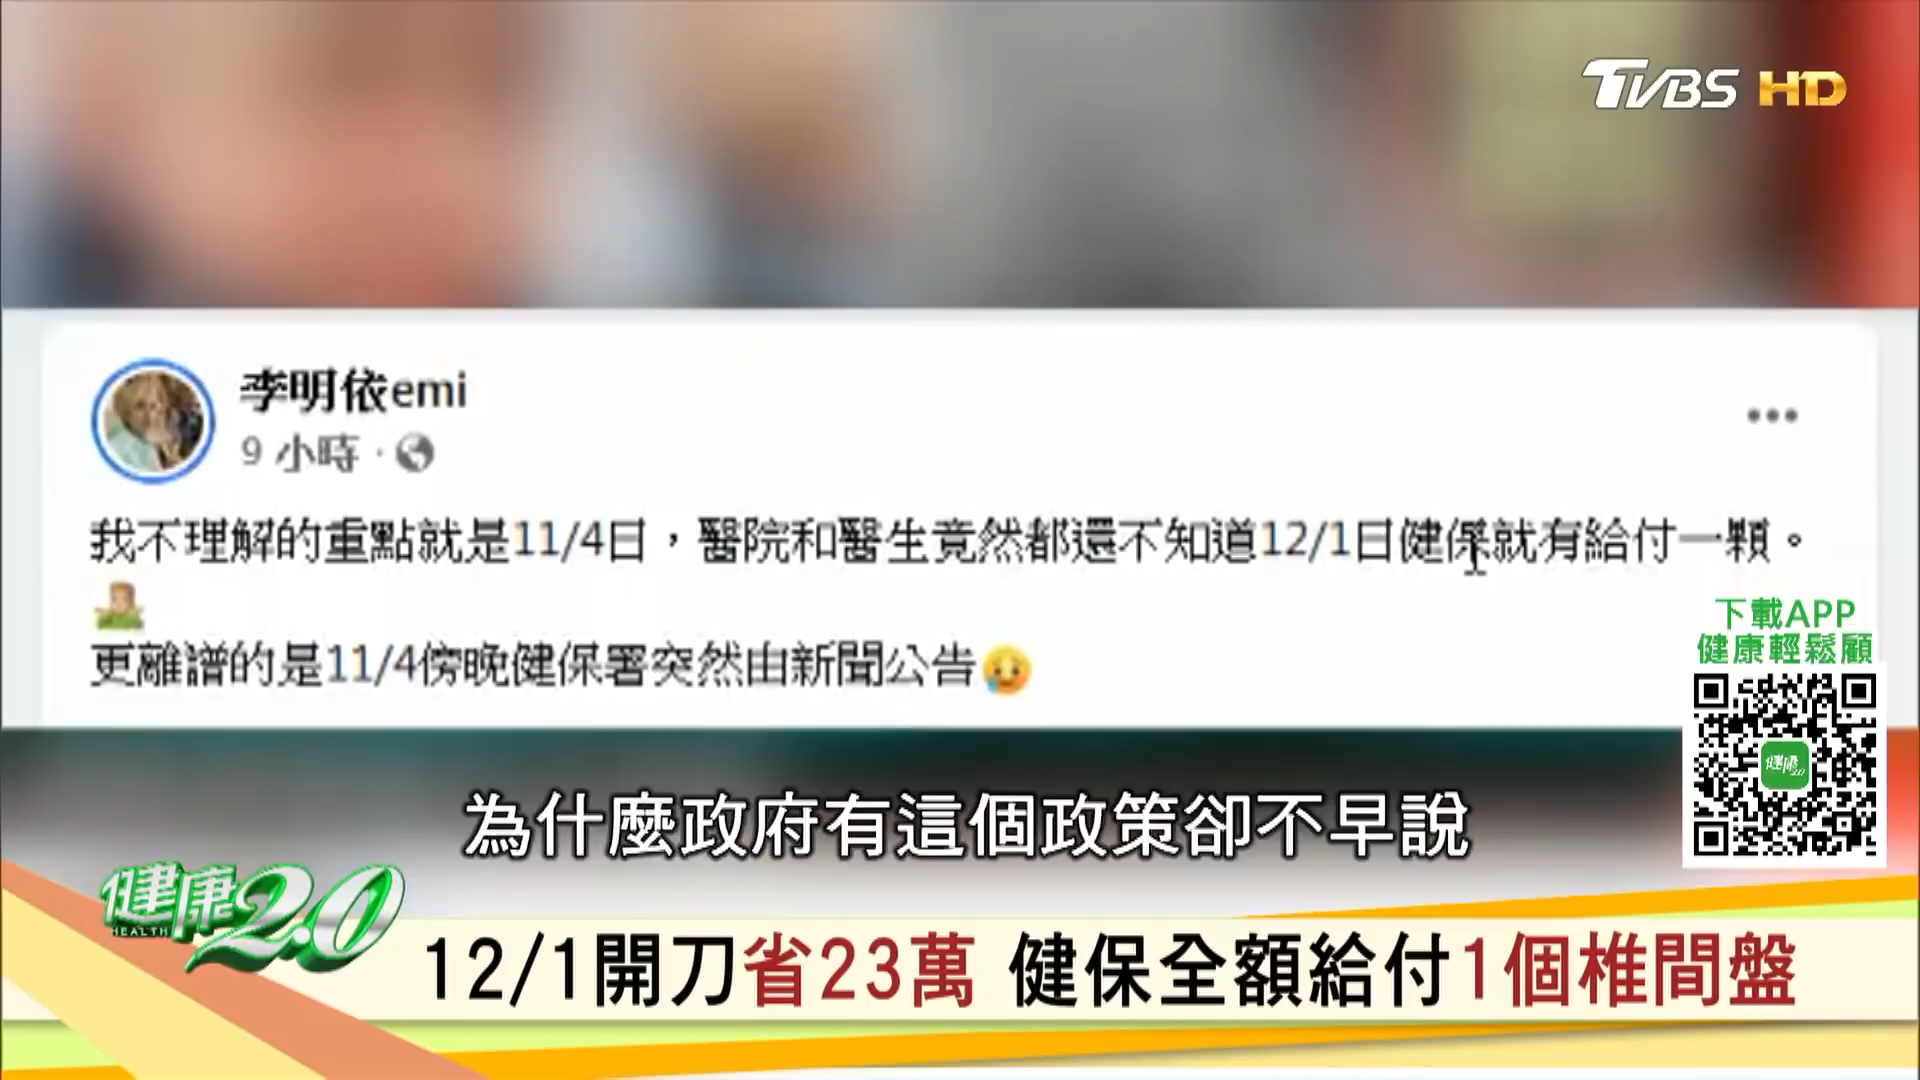 TVBS HD
李明依emi
9 小時
我不理解的重點就是11/4日，醫院和醫生竟然都還不知道12/1日健保就有給付一顆。
更離譜的是11/4傍晚健保署突然由新聞公告
下載APP
健康輕鬆顧
健康2.0
為什麼政府有這個政策卻不早說
健康2.0
HEALTH
12/1開刀省23萬 健保全額給付1個椎間盤